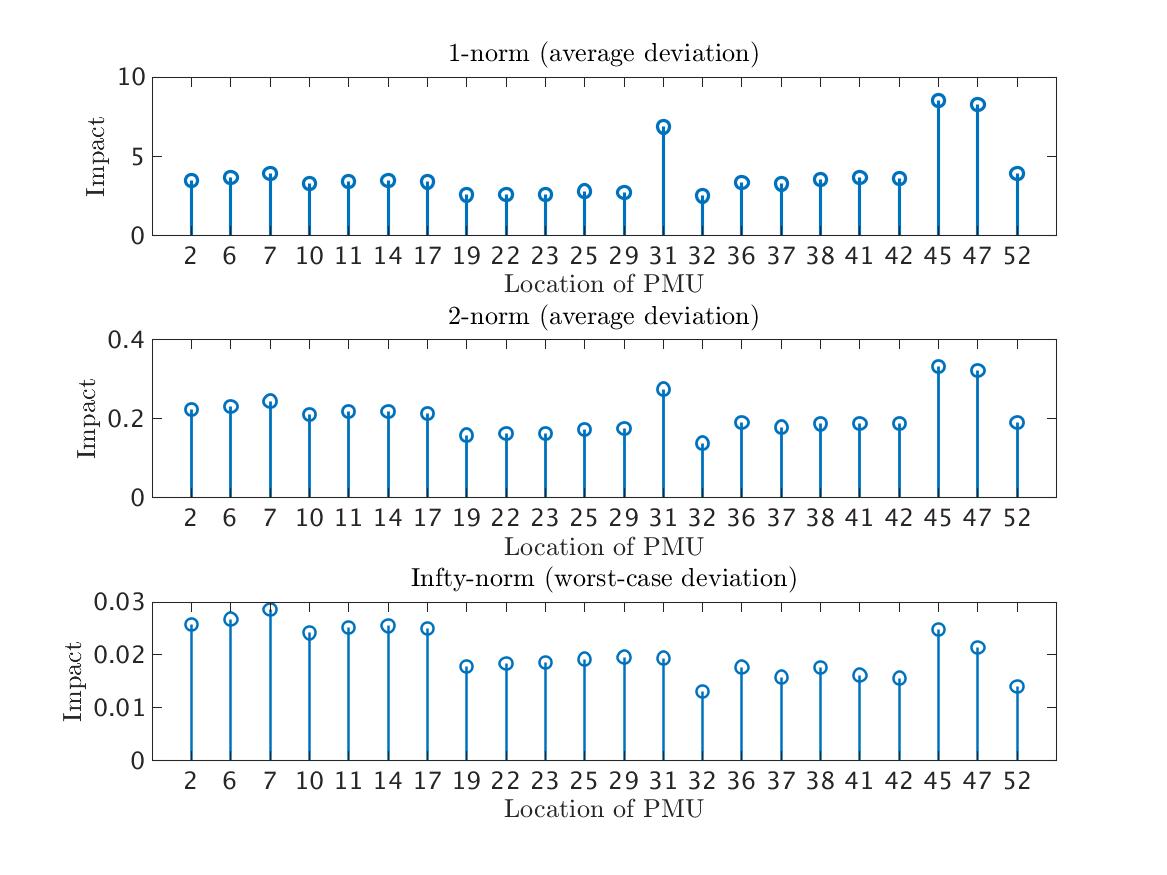 1-norm (average deviation)
10
5
0
Impact
2 6 7 10 11 14 17 19 22 23 25 29 31 32 36 37 38 41 42 45 47 52
Location of PMU
2-norm (average deviation)
0.4
0.2
0
Impact
2 6 7 10 11 14 17 19 22 23 25 29 31 32 36 37 38 41 42 45 47 52
Location of PMU
Infty-norm (worst-case deviation)
0.03
0.02
0.01
0
Impact
2 6 7 10 11 14 17 19 22 23 25 29 31 32 36 37 38 41 42 45 47 52
Location of PMU